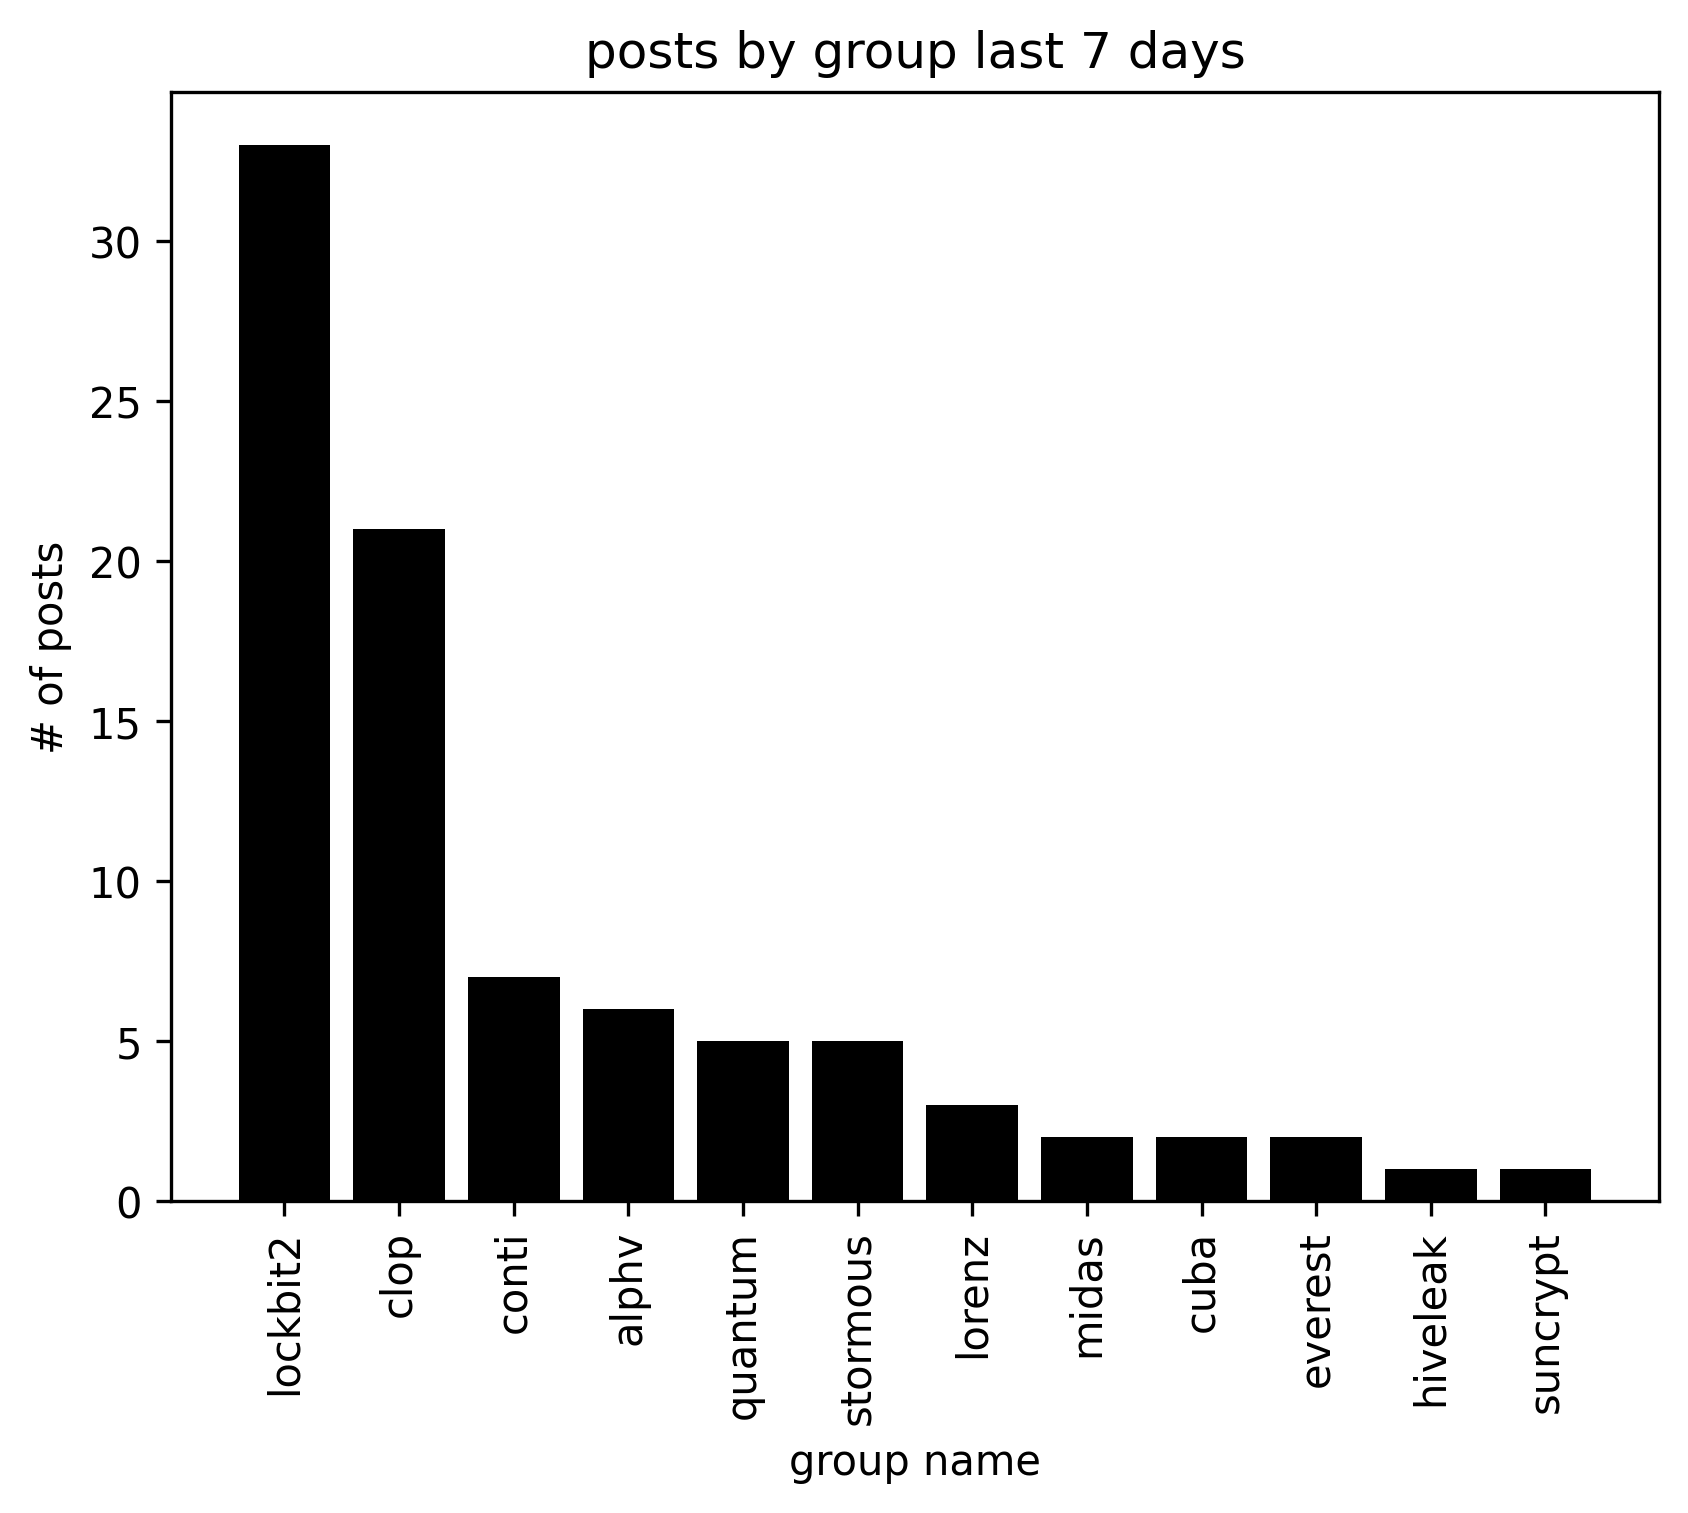 posts by group last 7 days
# of posts
30
25
20
15
10
5
0
lockbit2
clop
conti
alphv
quantum
stormous
lorenz
midas
cuba
everest
hiveleak
suncrypt
group name